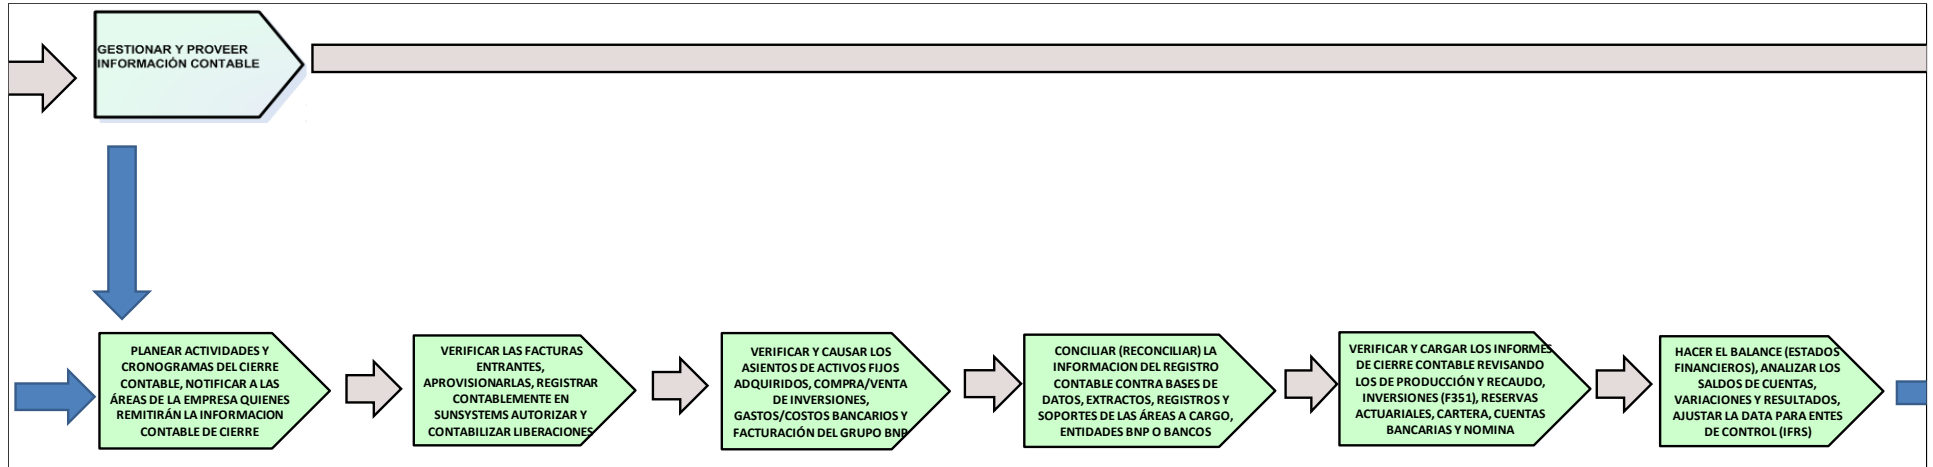 GESTIONAR Y PROVEER
INFORMACIÓN CONTABLE
PLANEAR ACTIVIDADES Y
CRONOGRAMAS DEL CIERRE
CONTABLE, NOTIFICAR A LAS
ÁREAS DE LA EMPRESA QUIENES
REMITIRÁN LA INFORMACION
CONTABLE DE CIERRE
VERIFICAR LAS FACTURAS
ENTRANTES,
APROVISIONARLAS, REGISTRAR
CONTABLEMENTE EN
SUNSYSTEMS AUTORIZAR Y
CONTABILIZAR LIBERACIONES
VERIFICAR Y CAUSAR LOS
ASIENTOS DE ACTIVOS FIJOS
ADQUIRIDOS, COMPRA/VENTA
DE INVERSIONES,
GASTOS/COSTOS BANCARIOS Y
FACTURACIÓN DEL GRUPO BNP
CONCILIAR (RECONCILIAR) LA
INFORMACION DEL REGISTRO
CONTABLE CONTRA BASES DE
DATOS, EXTRACTOS, REGISTROS Y
SOPORTES DE LAS ÁREAS A CARGO,
ENTIDADES BNP O BANCOS
VERIFICAR Y CARGAR LOS INFORMES
DE CIERRE CONTABLE REVISANDO
LOS DE PRODUCCIÓN Y RECAUDO,
INVERSIONES (F351), RESERVAS
ACTUARIALES, CARTERA, CUENTAS
BANCARIAS Y NOMINA
HACER EL BALANCE (ESTADOS
FINANCIEROS), ANALIZAR LOS
SALDOS DE CUENTAS,
VARIACIONES Y RESULTADOS,
AJUSTAR LA DATA PARA ENTES
DE CONTROL (IFRS)